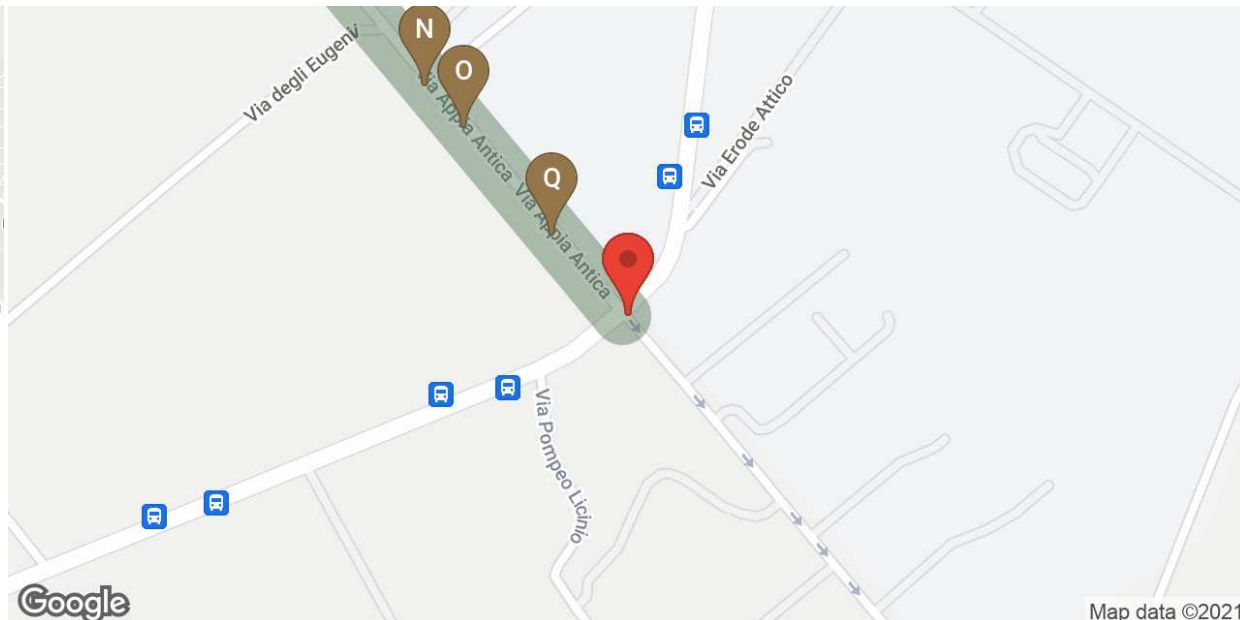 N
Via degli Eugenii
O
Via Appia Antica
Via Erode Attico
Q
Via Appia Antica
Via Pompeo Licinio
Google
Map data ©2021